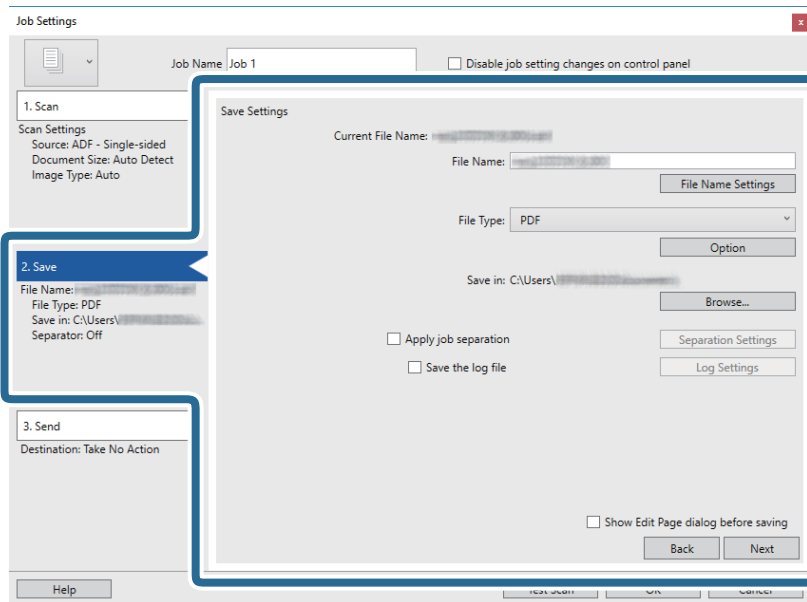 Job Settings
x
Job Name Job 1
Disable job setting changes on control panel
1. Scan
Scan Settings
Source: ADF - Single-sided
Document Size: Auto Detect
Image Type: Auto
2. Save
File Name:
File Type: PDF
Save in: C:\Users\
Separator: Off
3. Send
Destination: Take No Action
Save Settings
Current File Name:
File Name:
File Name Settings
File Type: PDF
Option
Save in: C:\Users\
Browse...
Apply job separation
Separation Settings
Save the log file
Log Settings
Show Edit Page dialog before saving
Back
Next
Help
Test Scan
OK
Cancel